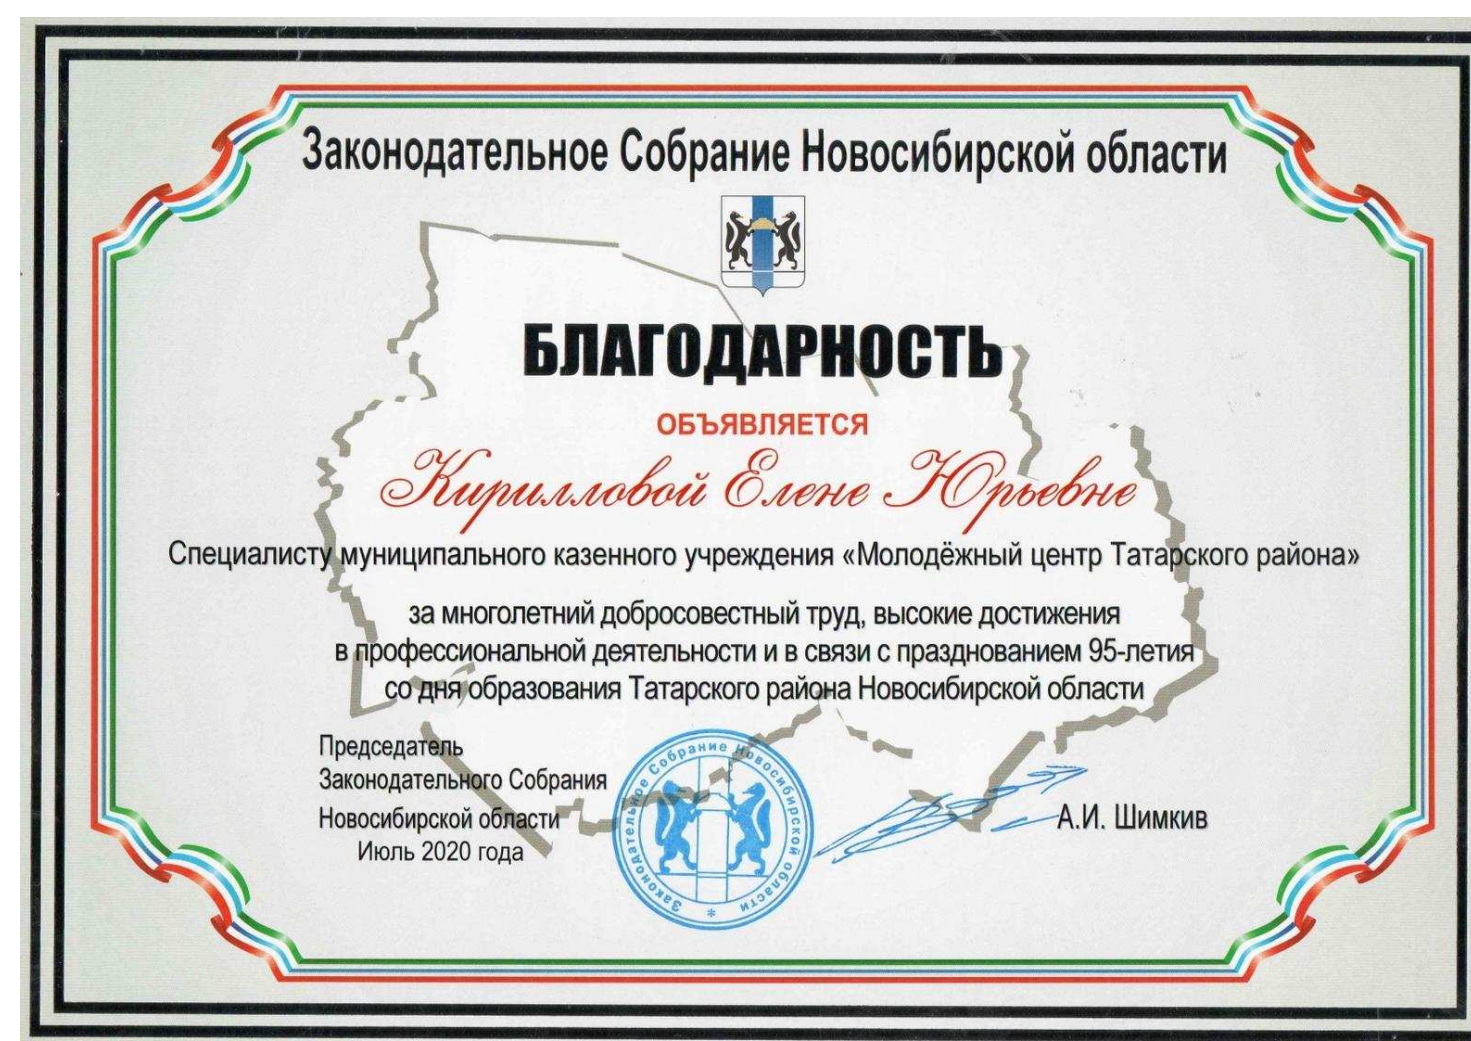 Законодательное Собрание Новосибирской области
БЛАГОДАРНОСТЬ
ОБЪЯВЛЯЕТСЯ
Кирилловой Елене Юрьевне
Специалисту муниципального казенного учреждения «Молодёжный центр Татарского района»
за многолетний добросовестный труд, высокие достижения
в профессиональной деятельности и в связи с празднованием 95-летия
со дня образования Татарского района Новосибирской области
Председатель
Законодательного Собрания
Новосибирской области
Июль 2020 года
Законодательное Собрание Новосибирской области *
А.И. Шимкив